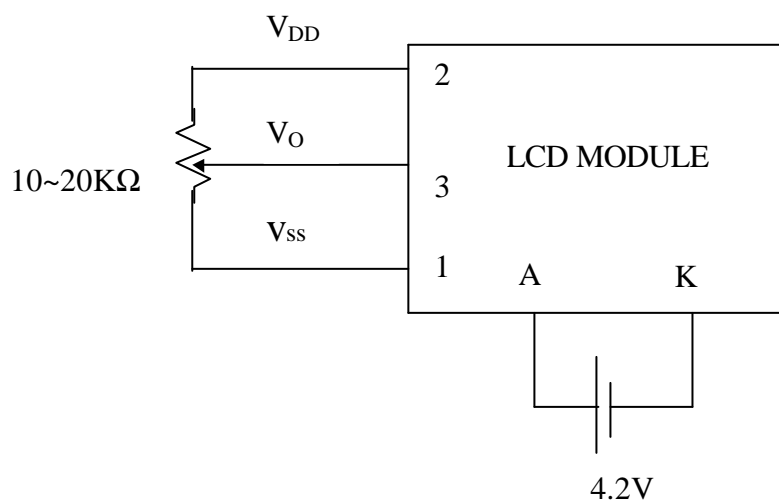 VDD
2
VO
LCD MODULE
10~20KΩ
3
Vss
1
A K
4.2V